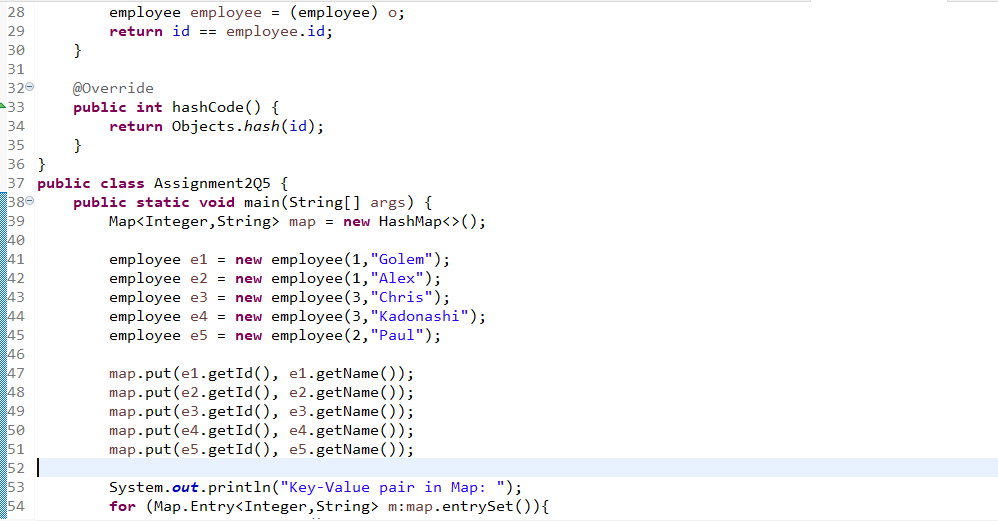 28 employee employee = (employee) o;
29 return id == employee.id;
30 }
31
32 @Override
33 public int hashCode() {
34 return Objects.hash(id);
35 }
36 }
37 public class Assignment2Q5 {
38 public static void main(String[] args) {
39 Map<Integer,String> map = new HashMap<>();
40
41 employee e1 = new employee(1,"Golem");
42 employee e2 = new employee(1,"Alex");
43 employee e3 = new employee(3,"Chris");
44 employee e4 = new employee(3,"Kadonashi");
45 employee e5 = new employee(2,"Paul");
46
47 map.put(e1.getId(), e1.getName());
48 map.put(e2.getId(), e2.getName());
49 map.put(e3.getId(), e3.getName());
50 map.put(e4.getId(), e4.getName());
51 map.put(e5.getId(), e5.getName());
52
53 System.out.println("Key-Value pair in Map: ");
54 for (Map.Entry<Integer,String> m:map.entrySet()){